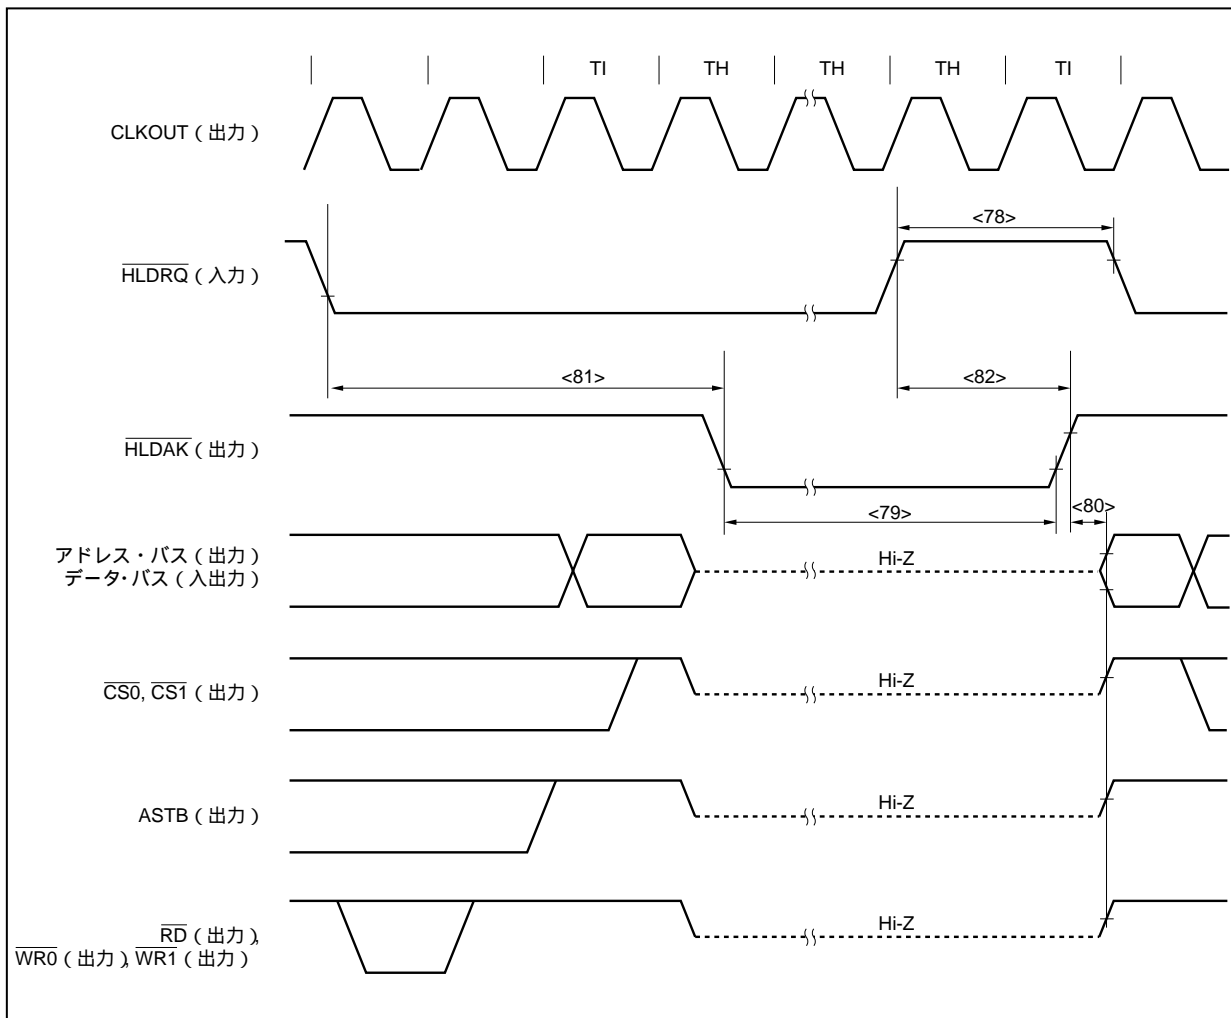 TI TH TH TH TI
CLKOUT（出力）
<78>
HLDRQ（入力）
<81> <82>
HLDAK（出力）
<79> <80>
アドレス・バス（出力） Hi-Z
データ・バス（入出力）
CS0, CS1（出力） Hi-Z
ASTB（出力） Hi-Z
RD（出力）, Hi-Z
WR0（出力）, WR1（出力）